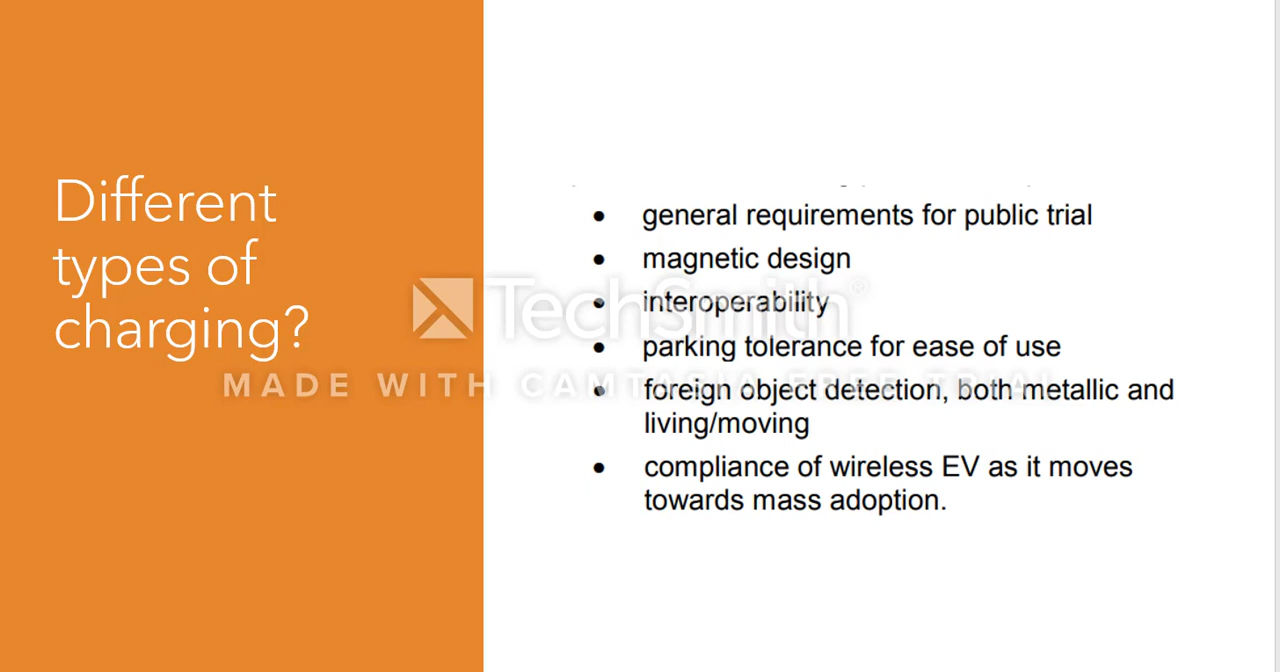 Different
types of
charging?
• general requirements for public trial
• magnetic design
• interoperability
• parking tolerance for ease of use
• foreign object detection, both metallic and
living/moving
• compliance of wireless EV as it moves
towards mass adoption.
TechSmith®
MADE WITH CAMTASIA FREE TRIAL